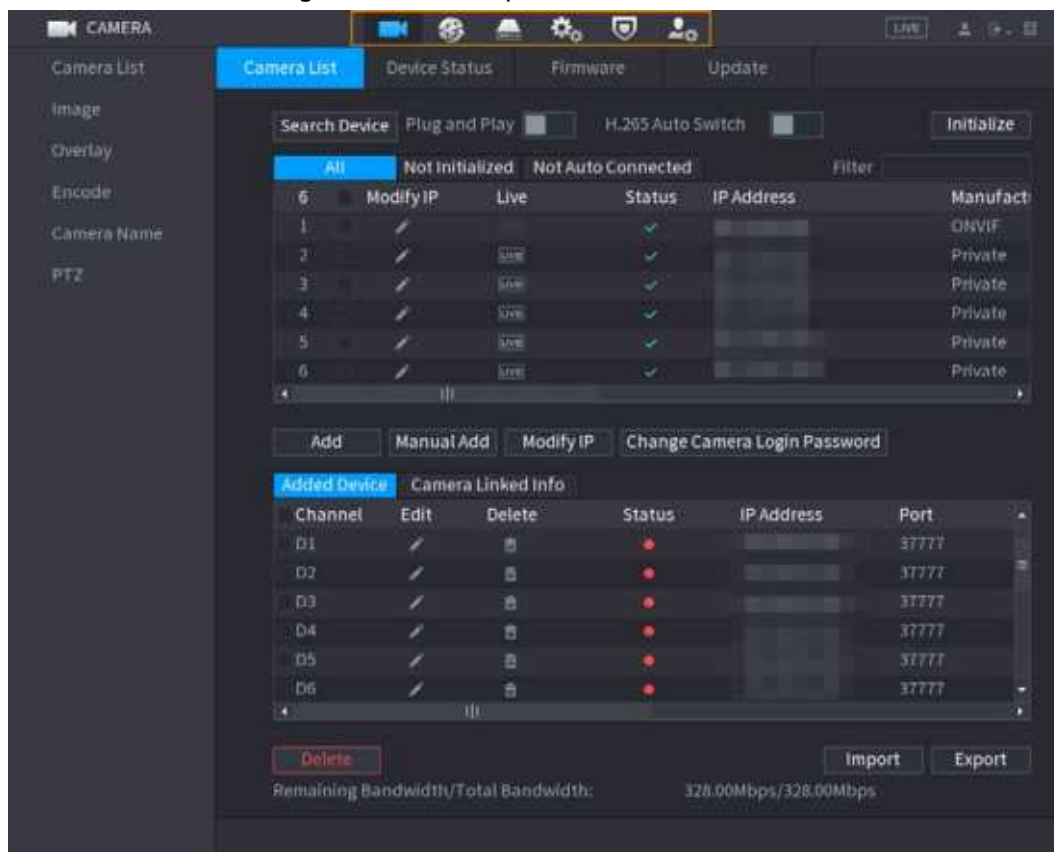 CAMERA LIVE
Camera List
Image
Overlay
Encode
Camera Name
PTZ
Camera List Device Status Firmware Update
Search Device Plug and Play H.265 Auto Switch Initialize
All Not Initialized Not Auto Connected Filter
6 Modify IP Live Status IP Address Manufact
1 ONVIF
2 LIVE Private
3 LIVE Private
4 LIVE Private
5 LIVE Private
6 LIVE Private
Add Manual Add Modify IP Change Camera Login Password
Added Device Camera Linked Info
Channel Edit Delete Status IP Address Port
D1 37777
D2 37777
D3 37777
D4 37777
D5 37777
D6 37777
Delete Import Export
Remaining Bandwidth/Total Bandwidth: 328.00Mbps/328.00Mbps